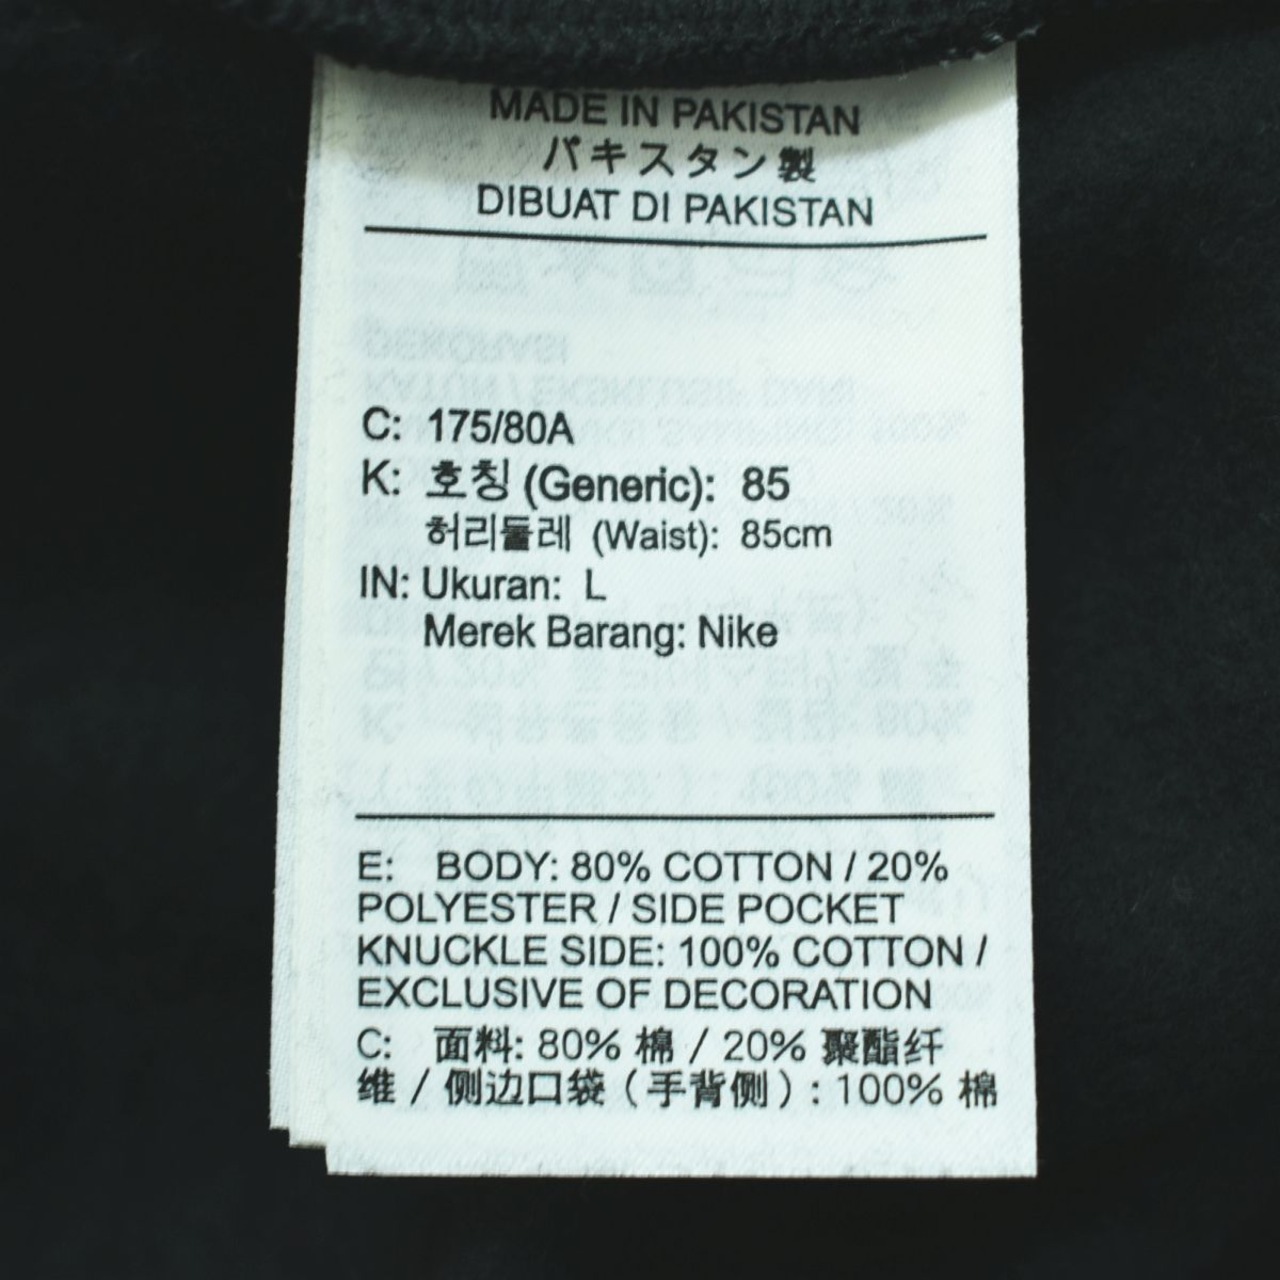 MADE IN PAKISTAN
パキスタン製
DIBUAT DI PAKISTAN
C: 175/80A
K: 호칭 (Generic): 85
허리둘레 (Waist): 85cm
IN: Ukuran: L
Merek Barang: Nike
E: BODY: 80% COTTON / 20%
POLYESTER / SIDE POCKET
KNUCKLE SIDE: 100% COTTON /
EXCLUSIVE OF DECORATION
C: 面料: 80% 棉 / 20% 聚酯纤
维 / 侧边口袋（手背侧）: 100% 棉